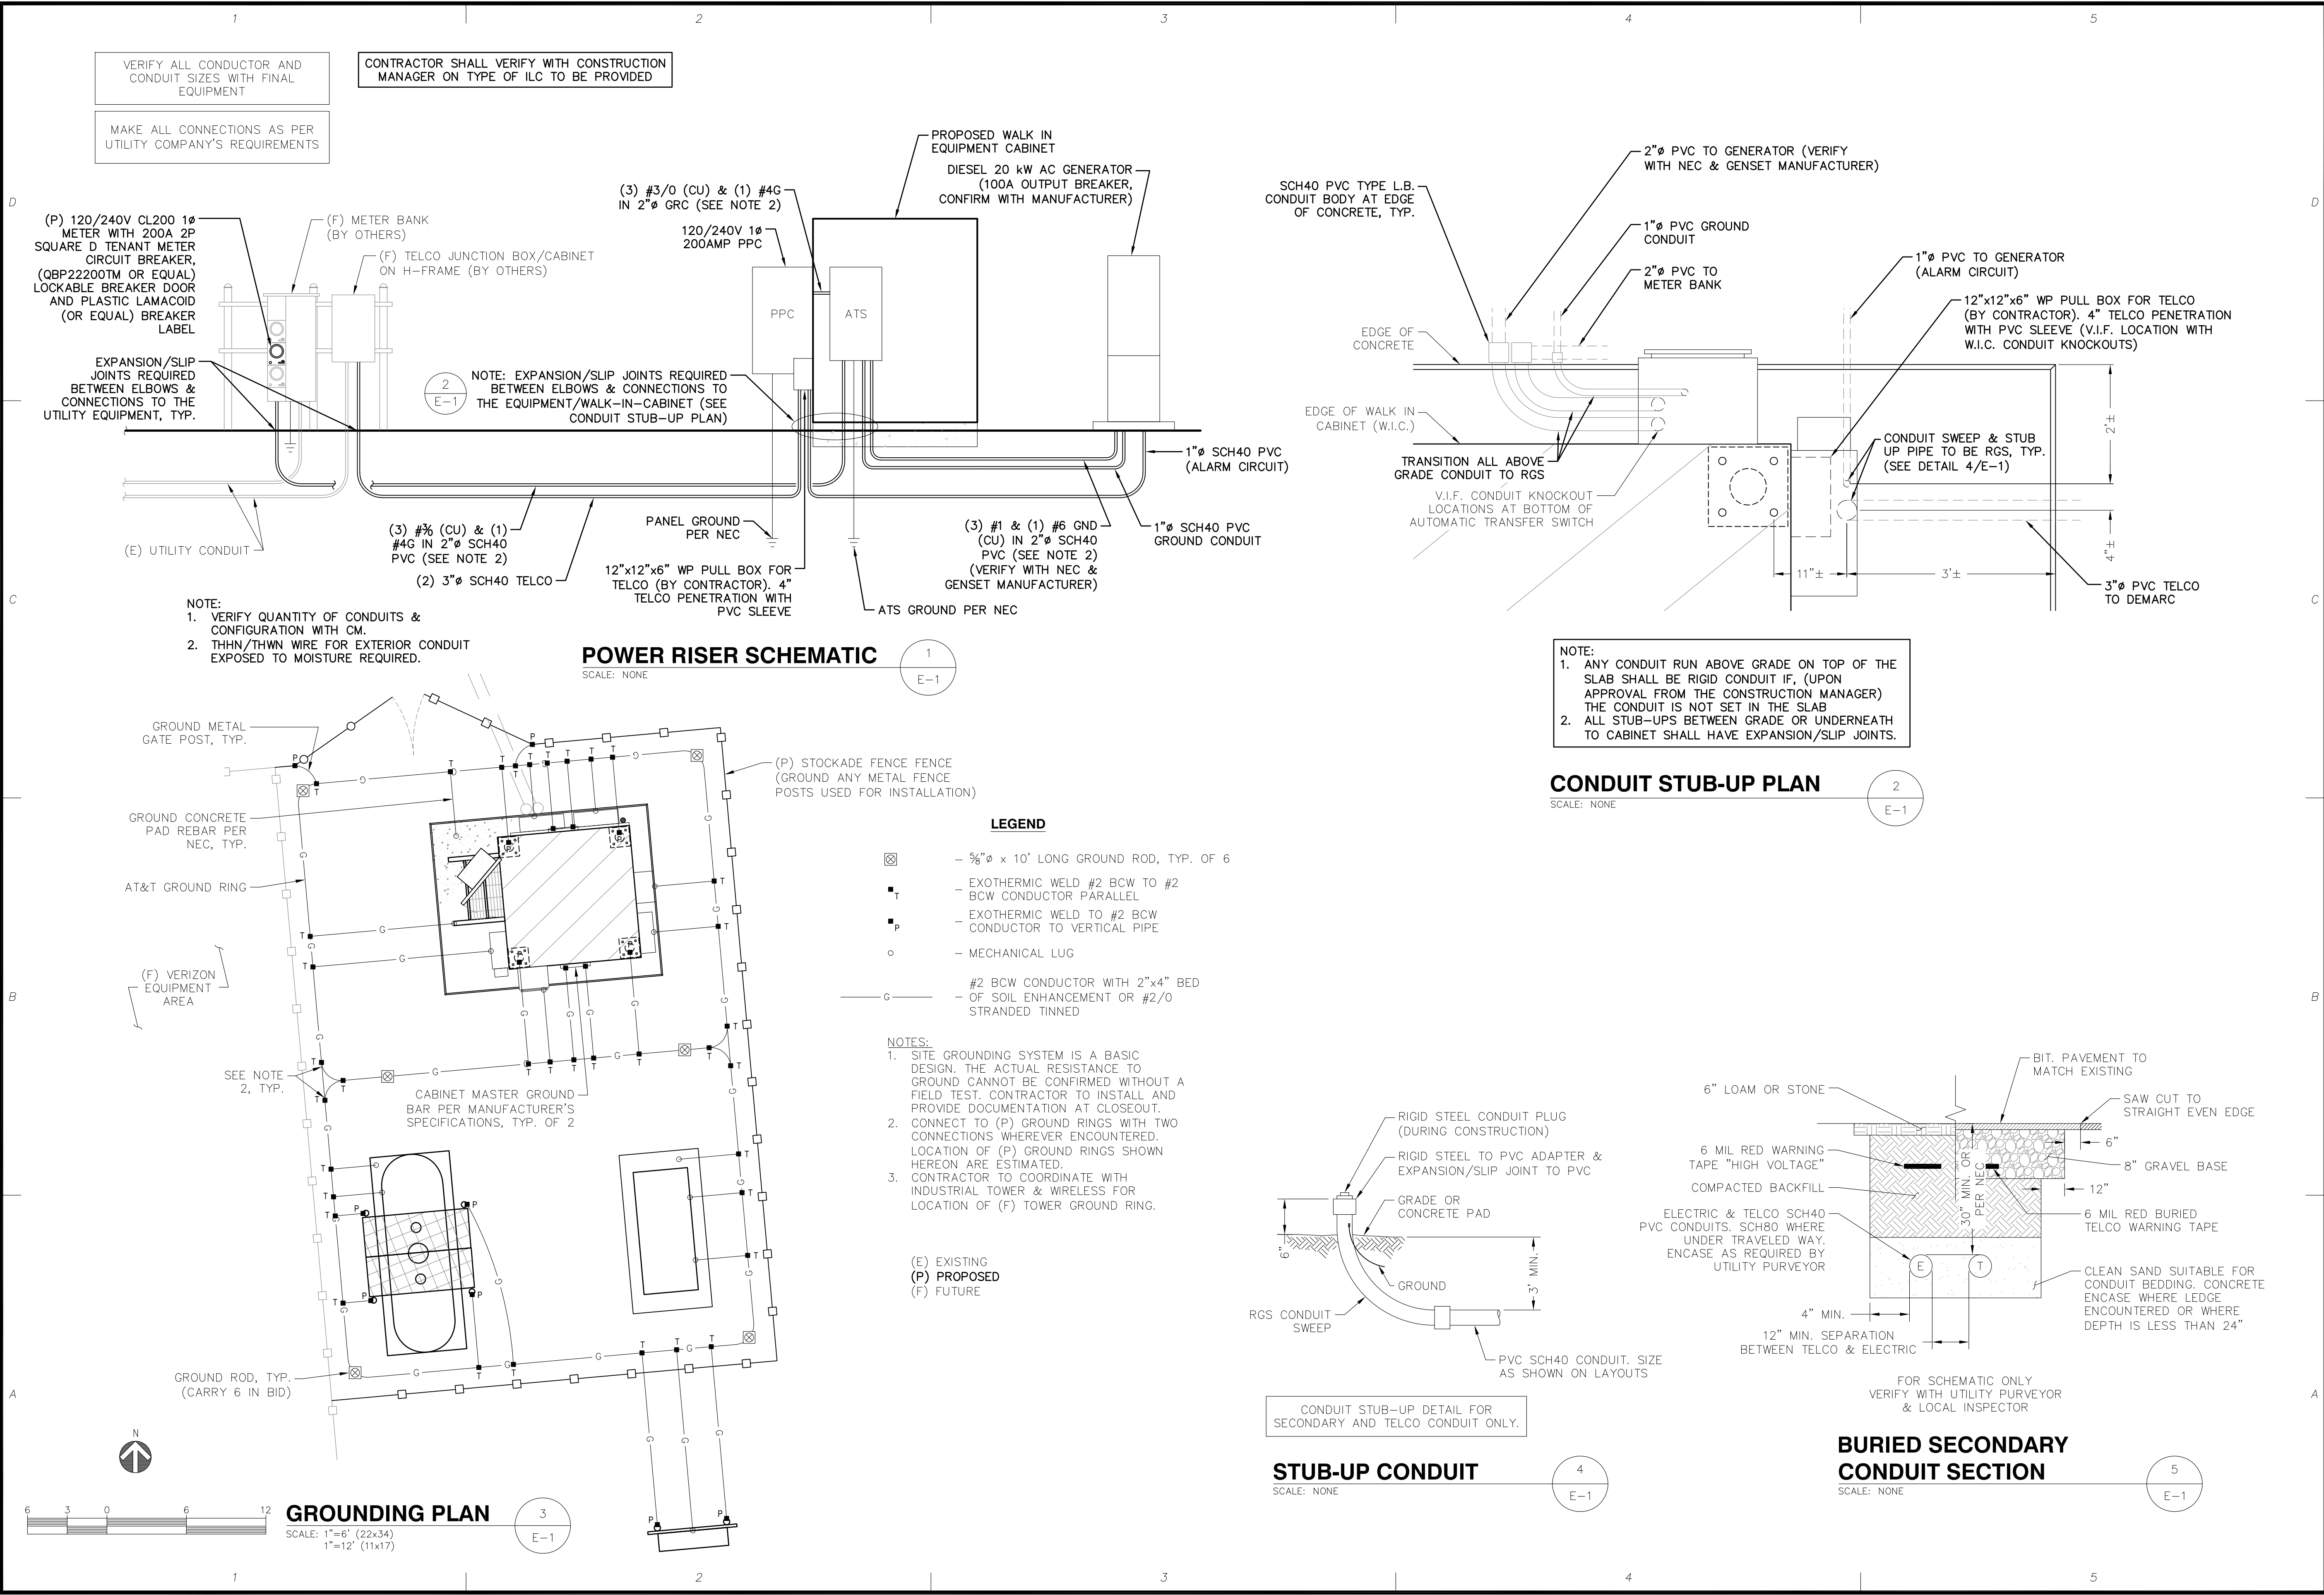 1 2 3 4 5
VERIFY ALL CONDUCTOR AND
CONDUIT SIZES WITH FINAL
EQUIPMENT
CONTRACTOR SHALL VERIFY WITH CONSTRUCTION
MANAGER ON TYPE OF ILC TO BE PROVIDED
MAKE ALL CONNECTIONS AS PER
UTILITY COMPANY'S REQUIREMENTS
D
(P) 120/240V CL200 1ø
METER WITH 200A 2P
SQUARE D TENANT METER
CIRCUIT BREAKER,
(QBP22200TM OR EQUAL)
LOCKABLE BREAKER DOOR
AND PLASTIC LAMACOID
(OR EQUAL) BREAKER
LABEL
(F) METER BANK
(BY OTHERS)
(F) TELCO JUNCTION BOX/CABINET
ON H-FRAME (BY OTHERS)
EXPANSION/SLIP
JOINTS REQUIRED
BETWEEN ELBOWS &
CONNECTIONS TO THE
UTILITY EQUIPMENT, TYP.
(3) #3/0 (CU) & (1) #4G
IN 2"ø GRC (SEE NOTE 2)
120/240V 1ø
200AMP PPC
PROPOSED WALK IN
EQUIPMENT CABINET
DIESEL 20 kW AC GENERATOR
(100A OUTPUT BREAKER,
CONFIRM WITH MANUFACTURER)
PPC
ATS
2
E-1
NOTE: EXPANSION/SLIP JOINTS REQUIRED
BETWEEN ELBOWS & CONNECTIONS TO
THE EQUIPMENT/WALK-IN-CABINET (SEE
CONDUIT STUB-UP PLAN)
1"ø SCH40 PVC
(ALARM CIRCUIT)
(E) UTILITY CONDUIT
(3) #3/0 (CU) & (1)
#4G IN 2"ø SCH40
PVC (SEE NOTE 2)
(2) 3"ø SCH40 TELCO
PANEL GROUND
PER NEC
12"x12"x6" WP PULL BOX FOR
TELCO (BY CONTRACTOR). 4"
TELCO PENETRATION WITH
PVC SLEEVE
(3) #1 & (1) #6 GND
(CU) IN 2"ø SCH40
PVC (SEE NOTE 2)
(VERIFY WITH NEC &
GENSET MANUFACTURER)
1"ø SCH40 PVC
GROUND CONDUIT
ATS GROUND PER NEC
C
NOTE:
1. VERIFY QUANTITY OF CONDUITS &
CONFIGURATION WITH CM.
2. THHN/THWN WIRE FOR EXTERIOR CONDUIT
EXPOSED TO MOISTURE REQUIRED.
POWER RISER SCHEMATIC
SCALE: NONE
1
E-1
2"ø PVC TO GENERATOR (VERIFY
WITH NEC & GENSET MANUFACTURER)
SCH40 PVC TYPE L.B.
CONDUIT BODY AT EDGE
OF CONCRETE, TYP.
1"ø PVC GROUND
CONDUIT
2"ø PVC TO
METER BANK
1"ø PVC TO GENERATOR
(ALARM CIRCUIT)
12"x12"x6" WP PULL BOX FOR TELCO
(BY CONTRACTOR). 4" TELCO PENETRATION
WITH PVC SLEEVE (V.I.F. LOCATION WITH
W.I.C. CONDUIT KNOCKOUTS)
D
EDGE OF
CONCRETE
EDGE OF WALK IN
CABINET (W.I.C.)
TRANSITION ALL ABOVE
GRADE CONDUIT TO RGS
V.I.F. CONDUIT KNOCKOUT
LOCATIONS AT BOTTOM OF
AUTOMATIC TRANSFER SWITCH
CONDUIT SWEEP & STUB
UP PIPE TO BE RGS, TYP.
(SEE DETAIL 4/E-1)
2'±
4"±
11"±
3'±
3"ø PVC TELCO
TO DEMARC
C
NOTE:
1. ANY CONDUIT RUN ABOVE GRADE ON TOP OF THE
SLAB SHALL BE RIGID CONDUIT IF, (UPON
APPROVAL FROM THE CONSTRUCTION MANAGER)
THE CONDUIT IS NOT SET IN THE SLAB
2. ALL STUB-UPS BETWEEN GRADE OR UNDERNEATH
TO CABINET SHALL HAVE EXPANSION/SLIP JOINTS.
CONDUIT STUB-UP PLAN
SCALE: NONE
2
E-1
GROUND METAL
GATE POST, TYP.
(P) STOCKADE FENCE FENCE
(GROUND ANY METAL FENCE
POSTS USED FOR INSTALLATION)
GROUND CONCRETE
PAD REBAR PER
NEC, TYP.
AT&T GROUND RING
B
(F) VERIZON
EQUIPMENT
AREA
SEE NOTE
2, TYP.
CABINET MASTER GROUND
BAR PER MANUFACTURER'S
SPECIFICATIONS, TYP. OF 2
GROUND ROD, TYP.
(CARRY 6 IN BID)
A
N
6 3 0 6 12
GROUNDING PLAN
SCALE: 1"=6' (22x34)
1"=12' (11x17)
3
E-1
LEGEND
– ⅝"ø x 10' LONG GROUND ROD, TYP. OF 6
T – EXOTHERMIC WELD #2 BCW TO #2
BCW CONDUCTOR PARALLEL
P – EXOTHERMIC WELD TO #2 BCW
CONDUCTOR TO VERTICAL PIPE
– MECHANICAL LUG
G – #2 BCW CONDUCTOR WITH 2"x4" BED
OF SOIL ENHANCEMENT OR #2/0
STRANDED TINNED
NOTES:
1. SITE GROUNDING SYSTEM IS A BASIC
DESIGN. THE ACTUAL RESISTANCE TO
GROUND CANNOT BE CONFIRMED WITHOUT A
FIELD TEST. CONTRACTOR TO INSTALL AND
PROVIDE DOCUMENTATION AT CLOSEOUT.
2. CONNECT TO (P) GROUND RINGS WITH TWO
CONNECTIONS WHEREVER ENCOUNTERED.
LOCATION OF (P) GROUND RINGS SHOWN
HEREON ARE ESTIMATED.
3. CONTRACTOR TO COORDINATE WITH
INDUSTRIAL TOWER & WIRELESS FOR
LOCATION OF (F) TOWER GROUND RING.
(E) EXISTING
(P) PROPOSED
(F) FUTURE
RIGID STEEL CONDUIT PLUG
(DURING CONSTRUCTION)
RIGID STEEL TO PVC ADAPTER &
EXPANSION/SLIP JOINT TO PVC
GRADE OR
CONCRETE PAD
6"
3' MIN.
GROUND
RGS CONDUIT
SWEEP
PVC SCH40 CONDUIT. SIZE
AS SHOWN ON LAYOUTS
CONDUIT STUB-UP DETAIL FOR
SECONDARY AND TELCO CONDUIT ONLY.
STUB-UP CONDUIT
SCALE: NONE
4
E-1
B
BIT. PAVEMENT TO
MATCH EXISTING
6" LOAM OR STONE
SAW CUT TO
STRAIGHT EVEN EDGE
6"
6 MIL RED WARNING
TAPE "HIGH VOLTAGE"
8" GRAVEL BASE
COMPACTED BACKFILL
30" MIN. OR
PER NEC
12"
ELECTRIC & TELCO SCH40
PVC CONDUITS. SCH80 WHERE
UNDER TRAVELED WAY.
ENCASE AS REQUIRED BY
UTILITY PURVEYOR
6 MIL RED BURIED
TELCO WARNING TAPE
E
T
CLEAN SAND SUITABLE FOR
CONDUIT BEDDING. CONCRETE
ENCASE WHERE LEDGE
ENCOUNTERED OR WHERE
DEPTH IS LESS THAN 24"
4" MIN.
12" MIN. SEPARATION
BETWEEN TELCO & ELECTRIC
FOR SCHEMATIC ONLY
VERIFY WITH UTILITY PURVEYOR
& LOCAL INSPECTOR
A
BURIED SECONDARY
CONDUIT SECTION
SCALE: NONE
5
E-1
1 2 3 4 5